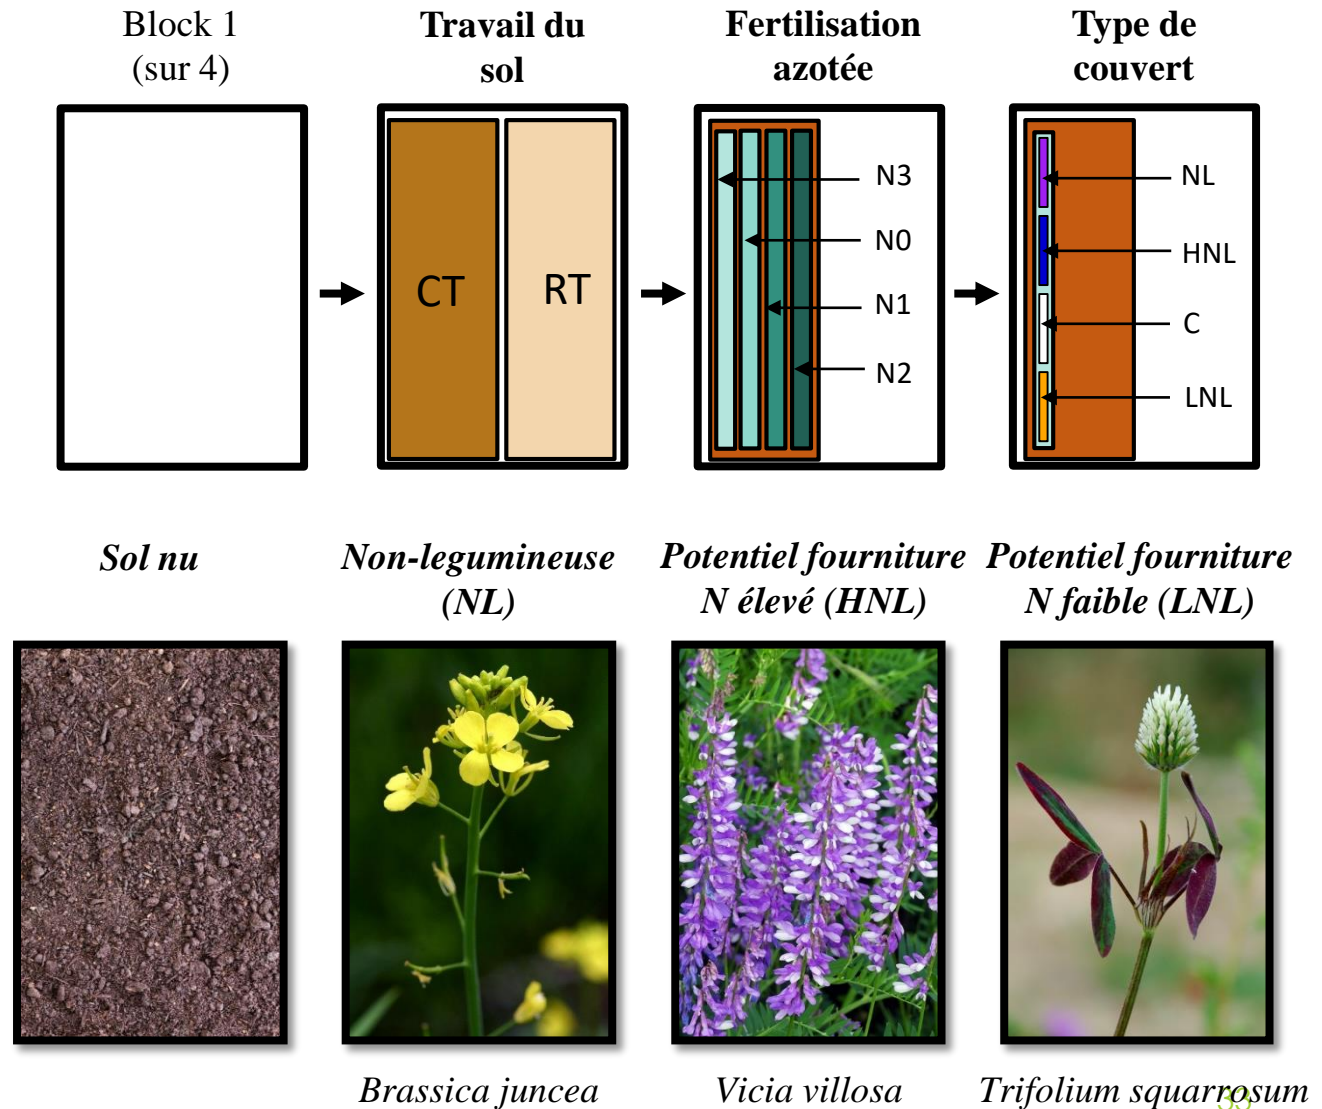 Block 1
(sur 4)
Travail du
sol
Fertilisation
azotée
Type de
couvert
CT
RT
N3
N0
N1
N2
NL
HNL
C
LNL
Sol nu
Non-legumineuse
(NL)
Potentiel fourniture
N élevé (HNL)
Potentiel fourniture
N faible (LNL)
Brassica juncea
Vicia villosa
Trifolium squarrosum
33